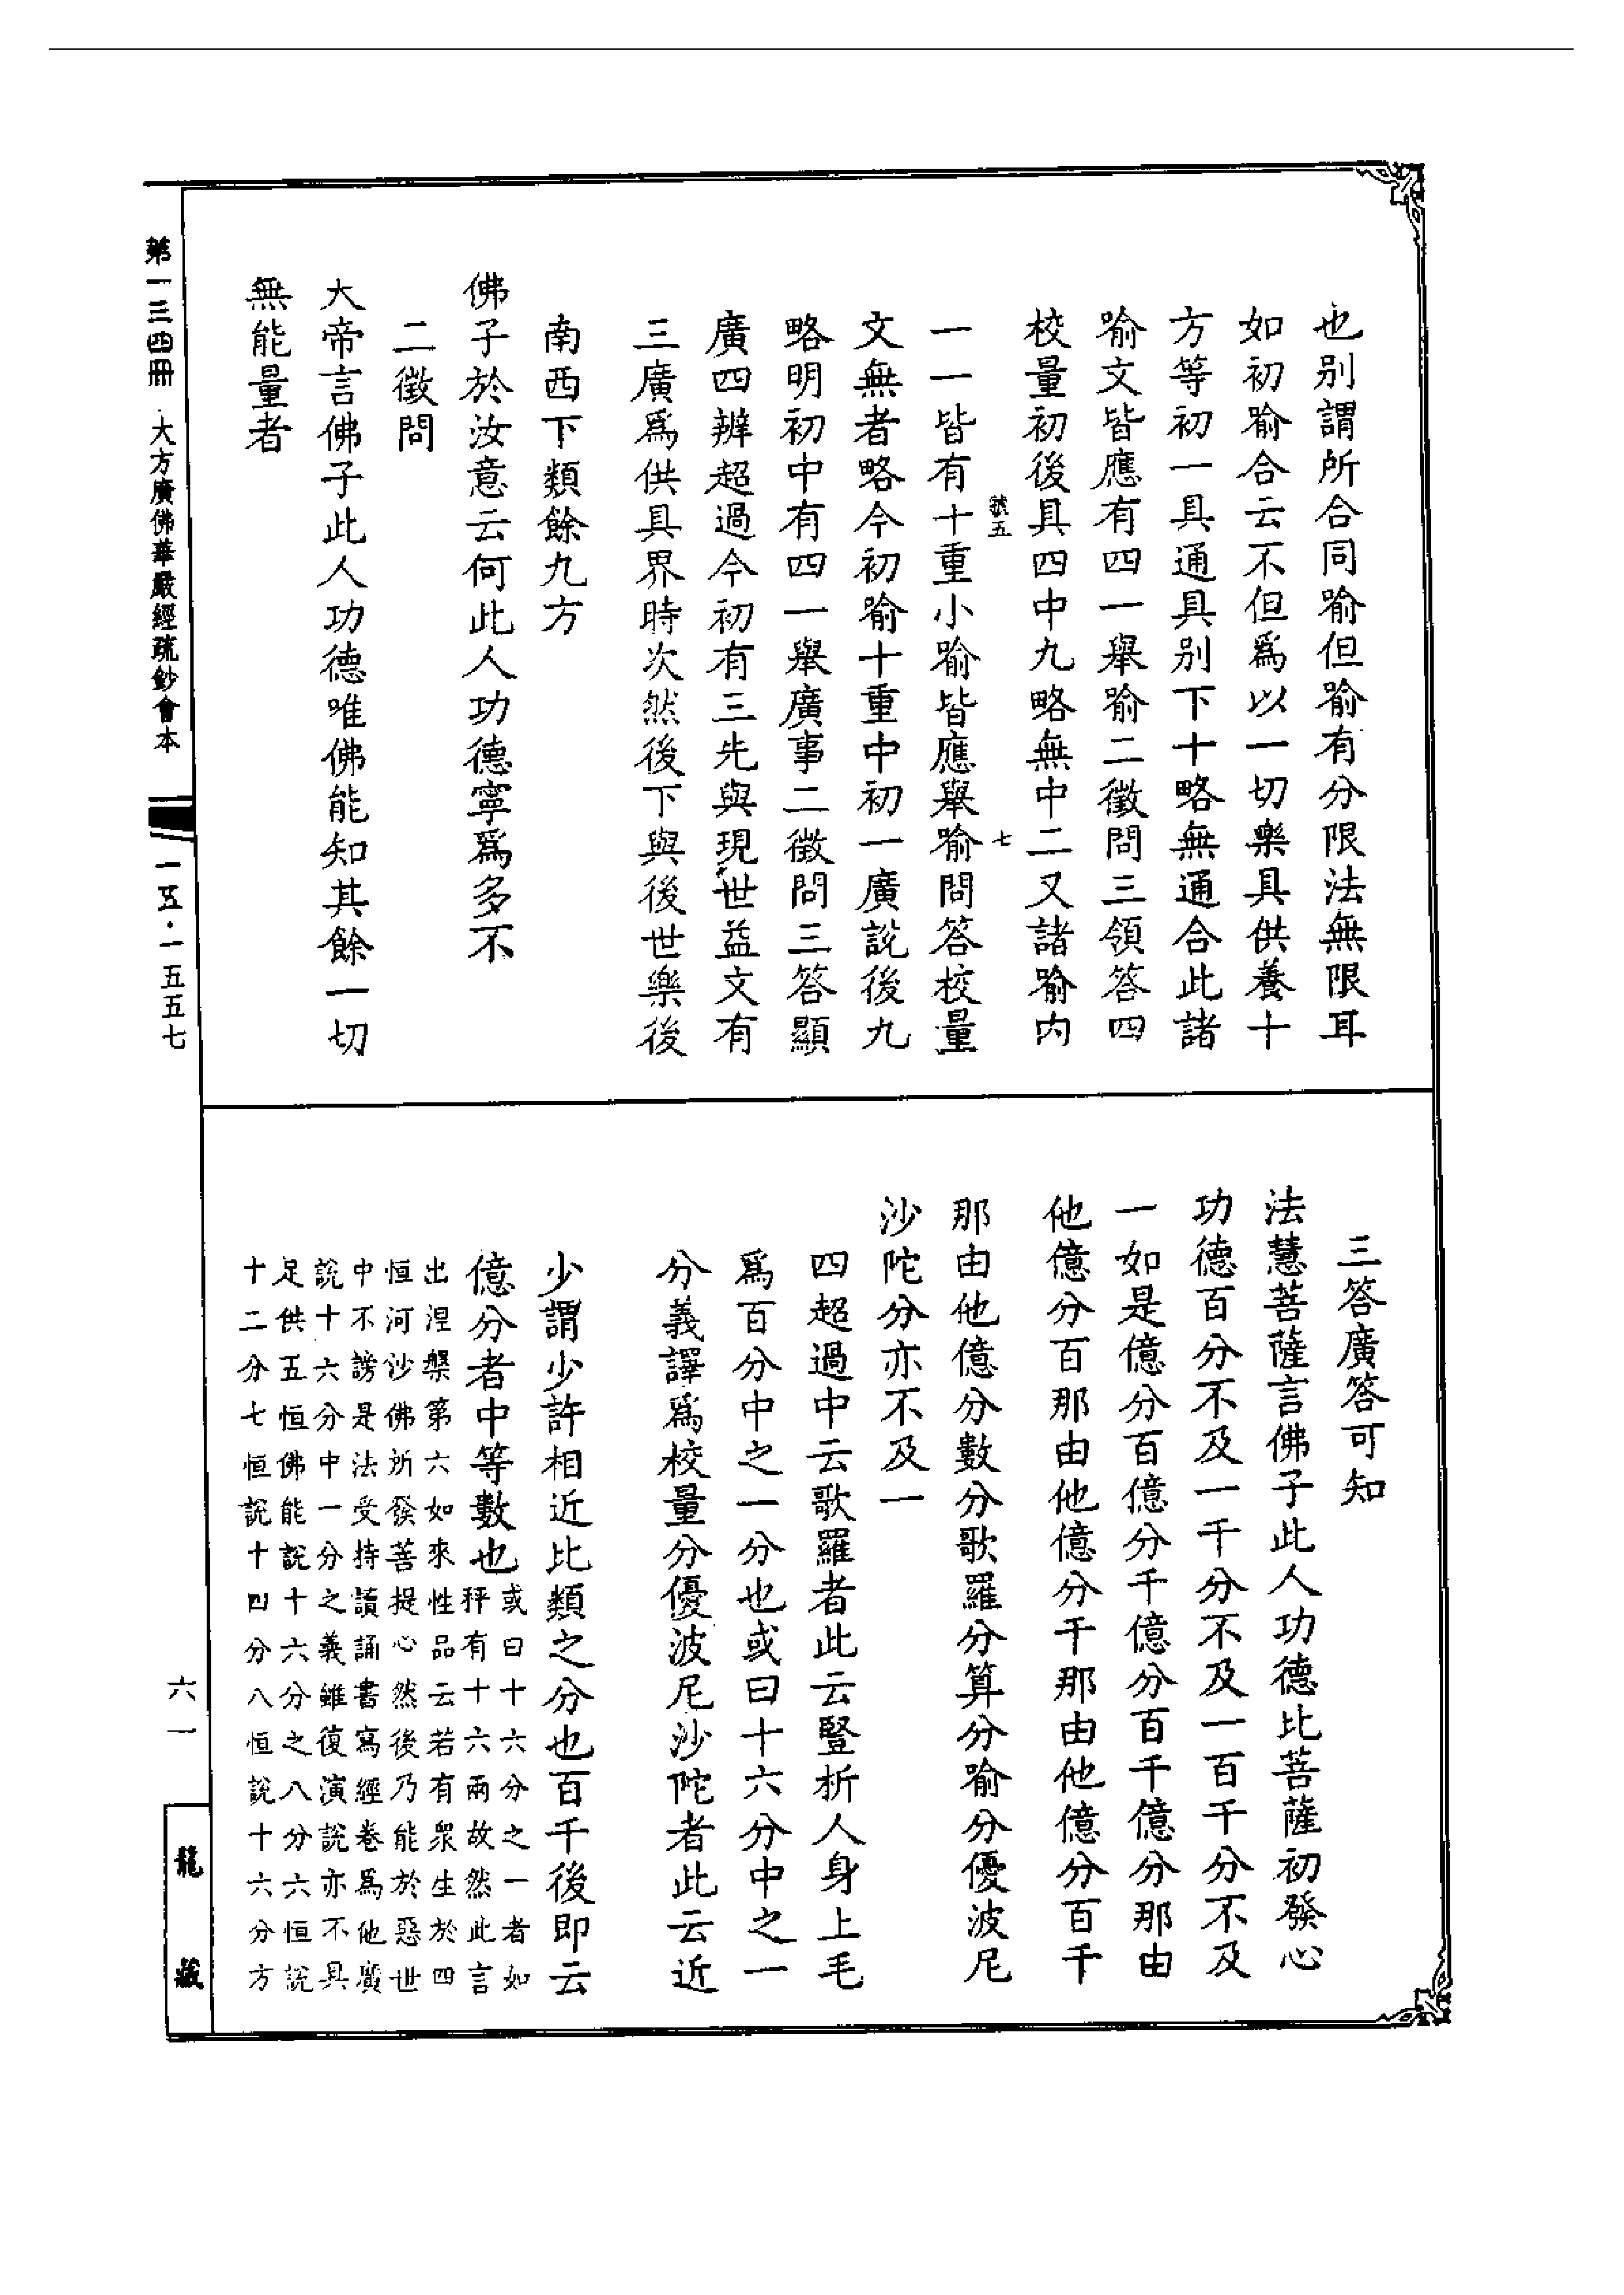 也別謂所合同喻但喻有分限法無限耳
如初喻合云不但爲以一切樂具供養十
方等初一具通具別下十略無通合此諸
喻文皆應有四一舉喻二徵問三領答四
校量初後具四中九略無中二又諸喻內
號五 七
一一皆有十重小喻皆應舉喻問答校量
文無者略今初喻十重中初一廣說後九
略明初中有四一舉廣事二徵問三答顯
廣四辨超過今初有三先與現世益文有
三廣爲供具界時次然後下與後世樂後
南西下類餘九方
佛子於汝意云何此人功德寧爲多不
二徵問
大帝言佛子此人功德唯佛能知其餘一切
無能量者
三答廣答可知
法慧菩薩言佛子此人功德比菩薩初發心
功德百分不及一千分不及一百千分不及
一如是億分百億分千億分百千億分那由
他億分百那由他億分千那由他億分百千
那由他億分數分歌羅分算分喻分優波尼
沙陀分亦不及一
四超過中云歌羅者此云豎析人身上毛
爲百分中之一分也或曰十六分中之一
分義譯爲校量分優波尼沙陀者此云近
少謂少許相近比類之分也百千後即云
億分者中等數也
或曰十六分之一者如
秤有十六兩故然此言
出涅槃第六如來性品云若有眾生於四
恒河沙佛所發菩提心然後乃能於惡世
中不謗是法受持讀誦書寫經卷爲他廣
說十六分中一分之義雖復演說亦不具
足供五恒佛能說十六分之八分六恒說
十二分七恒說十四分八恒說十六分方
第一三四冊 大方廣佛華嚴經疏鈔會本
一五·一五五七
六一
龍藏